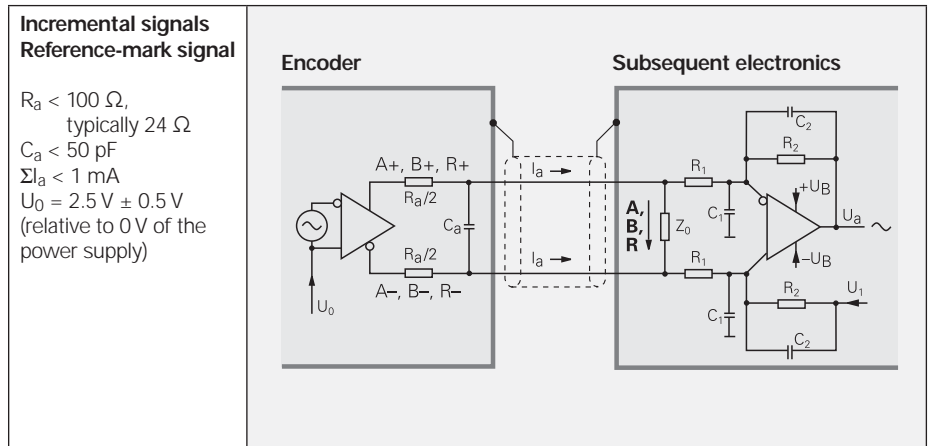 Incremental signals
Reference-mark signal
Rₐ < 100 Ω,
typically 24 Ω
Cₐ < 50 pF
ΣIₐ < 1 mA
U₀ = 2.5 V ± 0.5 V
(relative to 0 V of the
power supply)
Encoder
Subsequent electronics
C₂
R₂
A+, B+, R+
Iₐ
R₁
Rₐ/2
+U_B
Cₐ
A,
B,
R
Z₀
C₁
Uₐ
Rₐ/2
Iₐ
R₁
–U_B
A–, B–, R–
U₀
C₁
R₂
U₁
C₂